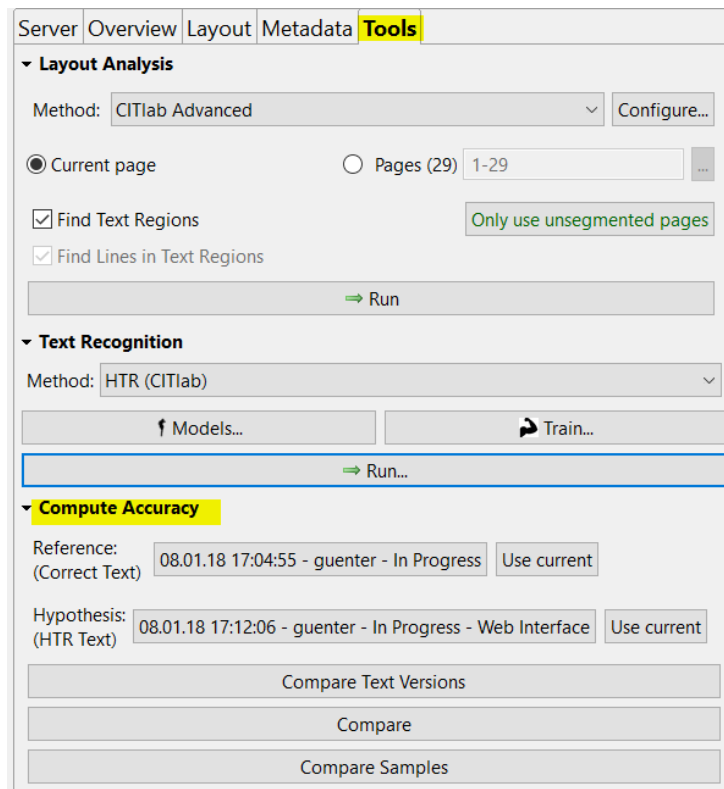 Server Overview Layout Metadata Tools
Layout Analysis
Method: CITlab Advanced Configure...
Current page Pages (29) 1-29 ...
Find Text Regions Only use unsegmented pages
Find Lines in Text Regions
Run
Text Recognition
Method: HTR (CITlab)
Models... Train...
Run...
Compute Accuracy
Reference:
(Correct Text) 08.01.18 17:04:55 - guenter - In Progress Use current
Hypothesis:
(HTR Text) 08.01.18 17:12:06 - guenter - In Progress - Web Interface Use current
Compare Text Versions
Compare
Compare Samples